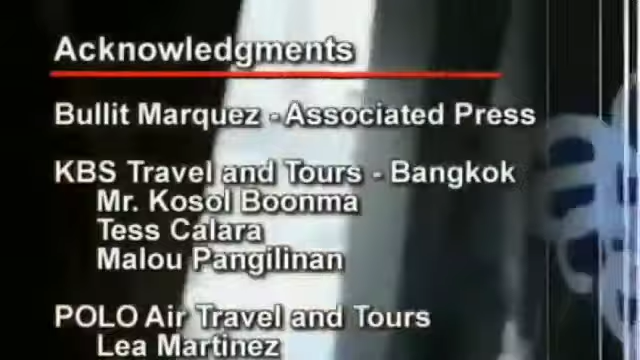 Acknowledgments
Bullit Marquez - Associated Press
KBS Travel and Tours - Bangkok
Mr. Kosol Boonma
Tess Calara
Malou Pangilinan
POLO Air Travel and Tours
Lea Martinez